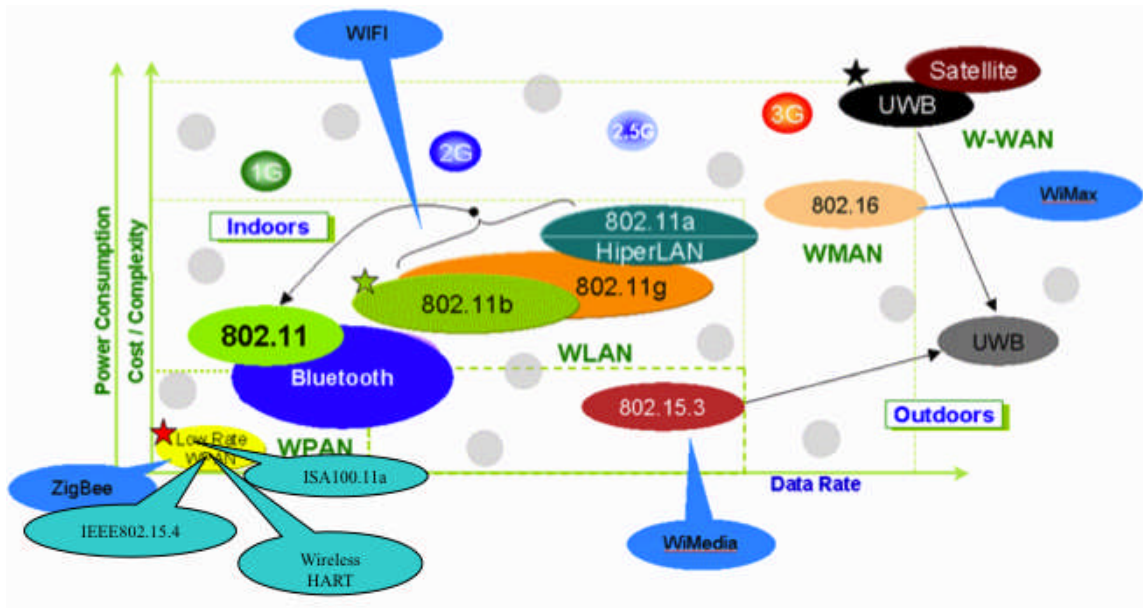 WIFI
Satellite
UWB
W-WAN
3G
2.5G
2G
1G
802.16
WiMax
WMAN
Indoors
802.11a
HiperLAN
802.11g
802.11b
802.11
Bluetooth
WLAN
UWB
802.15.3
Outdoors
Power Consumption
Cost / Complexity
Low Rate
WPAN
WPAN
ISA100.11a
Data Rate
ZigBee
IEEE802.15.4
Wireless
HART
WiMedia